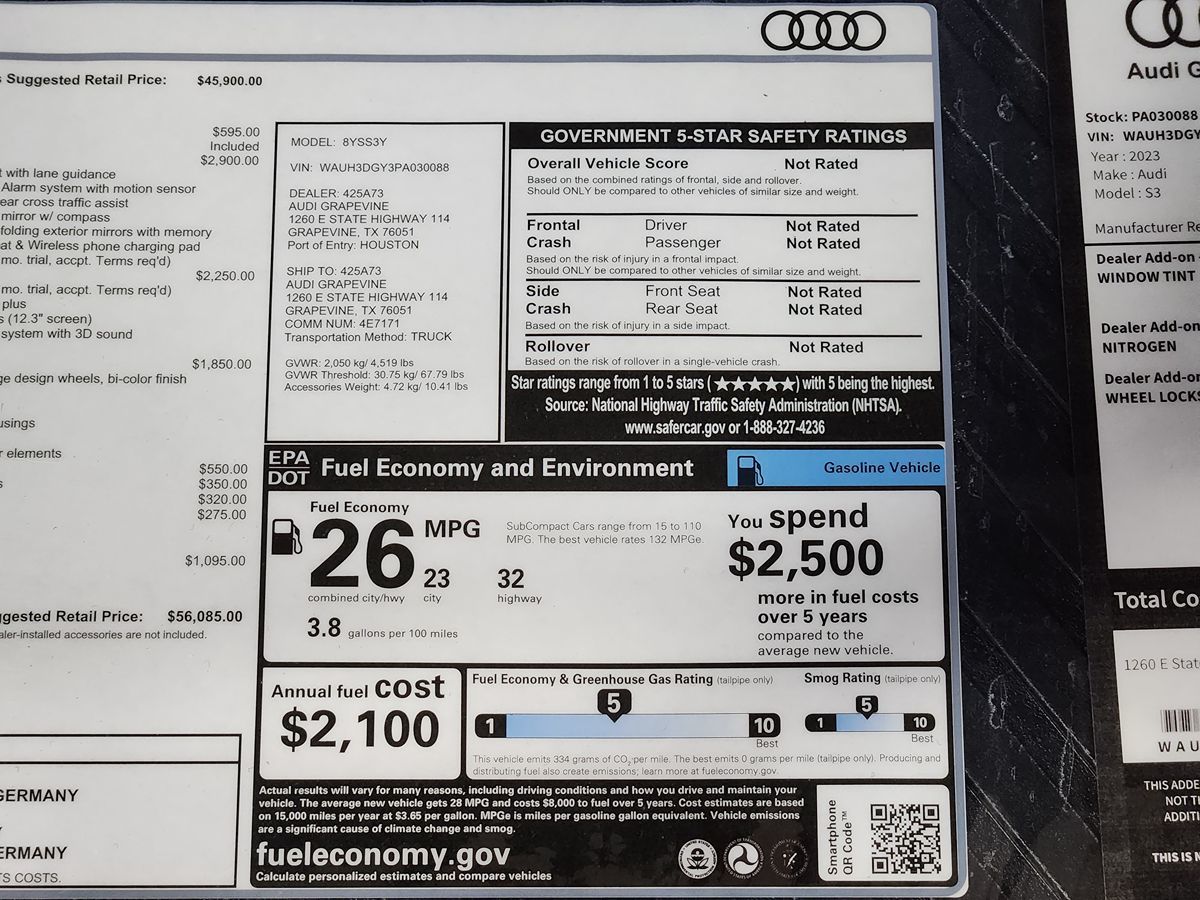 s Suggested Retail Price: $45,900.00
$595.00
Included
$2,900.00
t with lane guidance
Alarm system with motion sensor
ear cross traffic assist
mirror w/ compass
folding exterior mirrors with memory
at & Wireless phone charging pad
mo. trial, accpt. Terms req'd)
$2,250.00
mo. trial, accpt. Terms req'd)
plus
s (12.3" screen)
system with 3D sound
$1,850.00
ge design wheels, bi-color finish
usings
r elements
$550.00
s $350.00
$320.00
$275.00
$1,095.00
ggested Retail Price: $56,085.00
aler-installed accessories are not included.
GERMANY
ERMANY
TS COSTS.
MODEL: 8YSS3Y
VIN: WAUH3DGY3PA030088
DEALER: 425A73
AUDI GRAPEVINE
1260 E STATE HIGHWAY 114
GRAPEVINE, TX 76051
Port of Entry: HOUSTON
SHIP TO: 425A73
AUDI GRAPEVINE
1260 E STATE HIGHWAY 114
GRAPEVINE, TX 76051
COMM NUM: 4E7171
Transportation Method: TRUCK
GVWR: 2,050 kg/ 4,519 lbs
GVWR Threshold: 30.75 kg/ 67.79 lbs
Accessories Weight: 4.72 kg/ 10.41 lbs
GOVERNMENT 5-STAR SAFETY RATINGS
Overall Vehicle Score Not Rated
Based on the combined ratings of frontal, side and rollover.
Should ONLY be compared to other vehicles of similar size and weight.
Frontal Driver Not Rated
Crash Passenger Not Rated
Based on the risk of injury in a frontal impact.
Should ONLY be compared to other vehicles of similar size and weight.
Side Front Seat Not Rated
Crash Rear Seat Not Rated
Based on the risk of injury in a side impact.
Rollover Not Rated
Based on the risk of rollover in a single-vehicle crash.
Star ratings range from 1 to 5 stars (★★★★★) with 5 being the highest.
Source: National Highway Traffic Safety Administration (NHTSA).
www.safercar.gov or 1-888-327-4236
EPA
DOT Fuel Economy and Environment
Gasoline Vehicle
Fuel Economy
26 MPG
combined city/hwy
23
city
32
highway
3.8 gallons per 100 miles
SubCompact Cars range from 15 to 110
MPG. The best vehicle rates 132 MPGe.
You spend
$2,500
more in fuel costs
over 5 years
compared to the
average new vehicle.
Annual fuel cost
$2,100
Fuel Economy & Greenhouse Gas Rating (tailpipe only)
5
1 10
Best
Smog Rating (tailpipe only)
5
1 10
Best
This vehicle emits 334 grams of CO₂ per mile. The best emits 0 grams per mile (tailpipe only). Producing and
distributing fuel also create emissions; learn more at fueleconomy.gov.
Actual results will vary for many reasons, including driving conditions and how you drive and maintain your
vehicle. The average new vehicle gets 28 MPG and costs $8,000 to fuel over 5 years. Cost estimates are based
on 15,000 miles per year at $3.65 per gallon. MPGe is miles per gasoline gallon equivalent. Vehicle emissions
are a significant cause of climate change and smog.
fueleconomy.gov
Calculate personalized estimates and compare vehicles
Smartphone
QR Code™
Audi G
Stock: PA030088
VIN: WAUH3DGY
Year : 2023
Make : Audi
Model : S3
Manufacturer Re
Dealer Add-on
WINDOW TINT
Dealer Add-on
NITROGEN
Dealer Add-on
WHEEL LOCKS
Total Co
1260 E Stat
W A U
THIS ADDE
NOT TH
ADDITI
THIS IS N